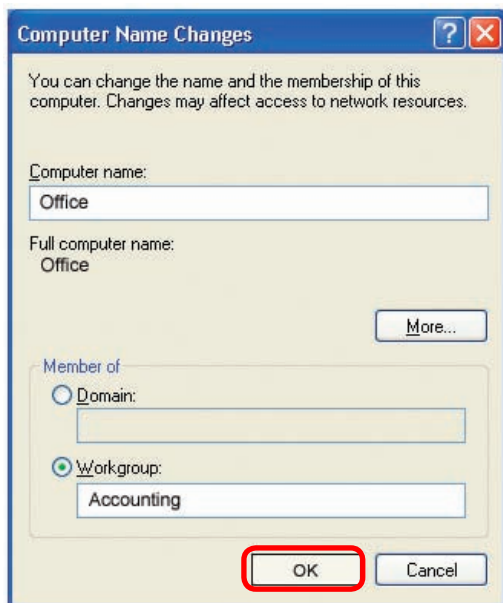 Computer Name Changes
You can change the name and the membership of this
computer. Changes may affect access to network resources.
Computer name:
Office
Full computer name:
Office
More...
Member of
Domain:
Workgroup:
Accounting
OK Cancel